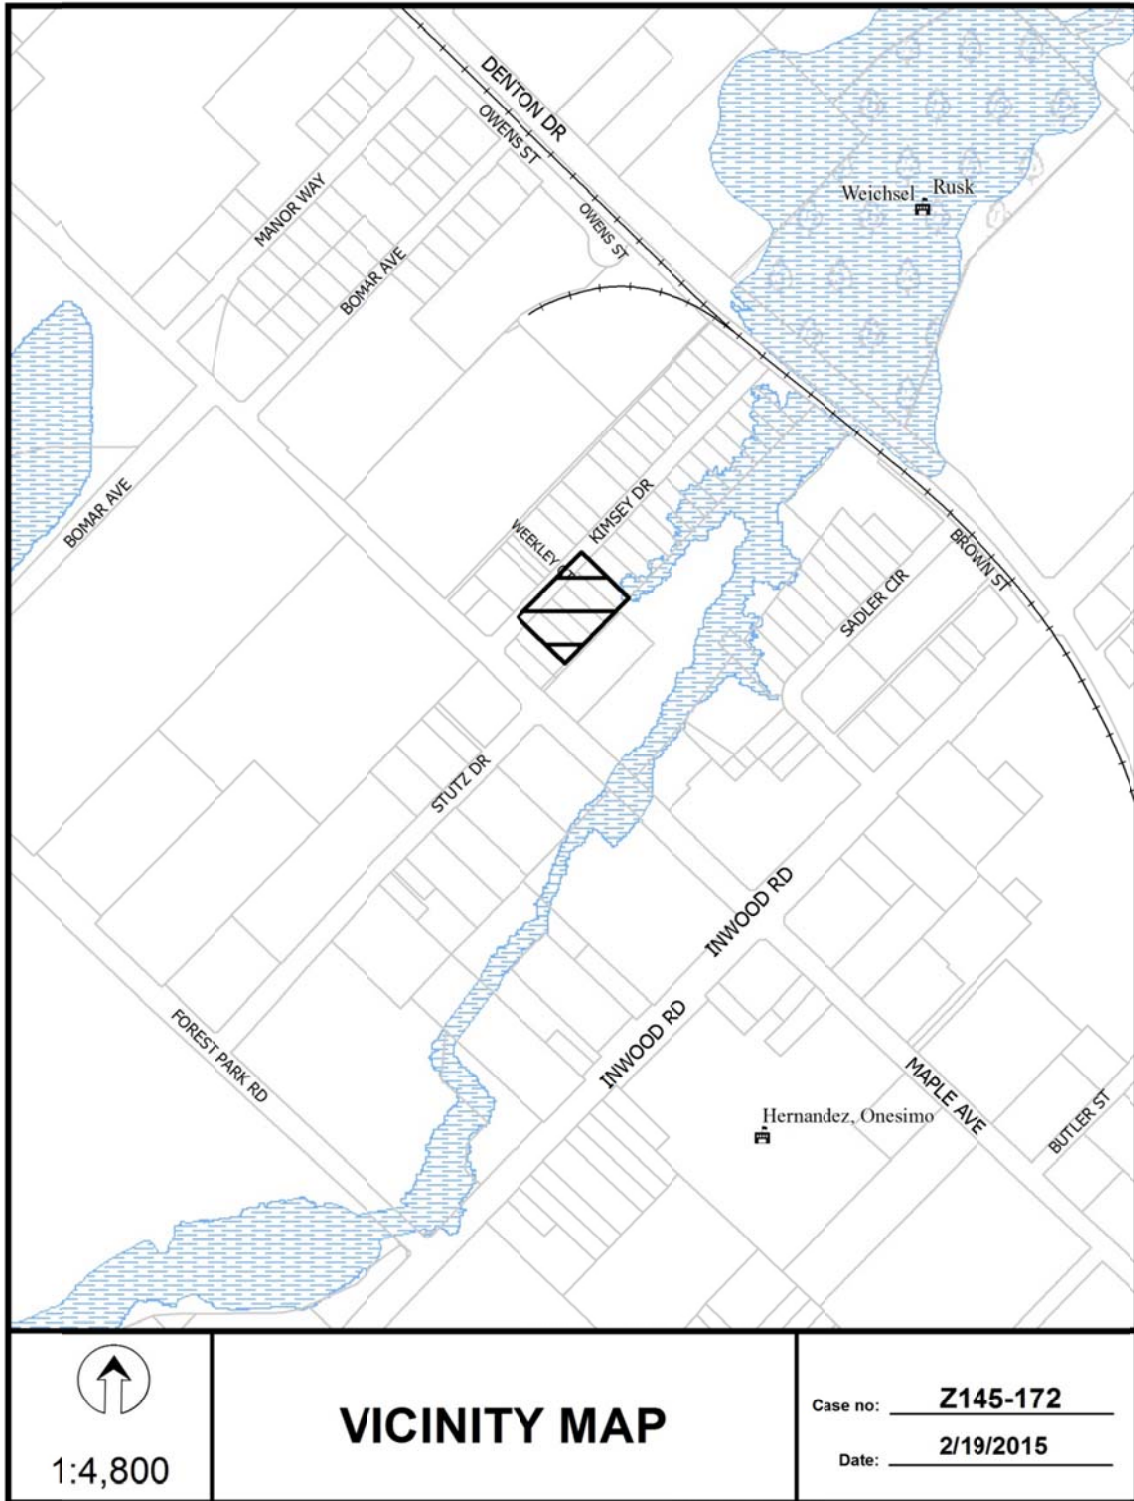 DENTON DR
OWENS ST
MANOR WAY
Weichsel Rusk
OWENS ST
BOMAR AVE
BOMAR AVE
KIMSEY DR
WEEKLEY
BROWN ST
SADLER CIR
STUTZ DR
INWOOD RD
FOREST PARK RD
INWOOD RD
MAPLE AVE
Hernandez, Onesimo
BUTLER ST
1:4,800
VICINITY MAP
Case no: Z145-172
Date: 2/19/2015